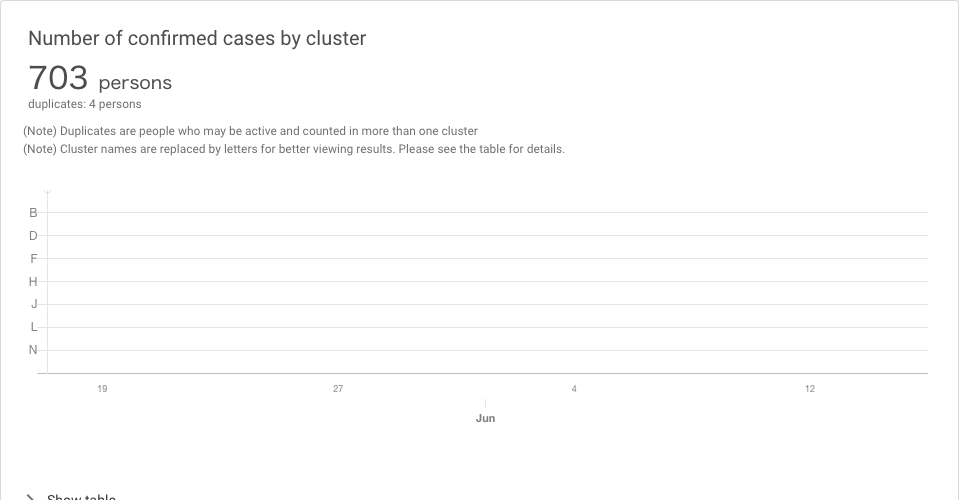 Number of confirmed cases by cluster
703 persons
duplicates: 4 persons
(Note) Duplicates are people who may be active and counted in more than one cluster
(Note) Cluster names are replaced by letters for better viewing results. Please see the table for details.
B
D
F
H
J
L
N
19 27 4 12
Jun
Show table